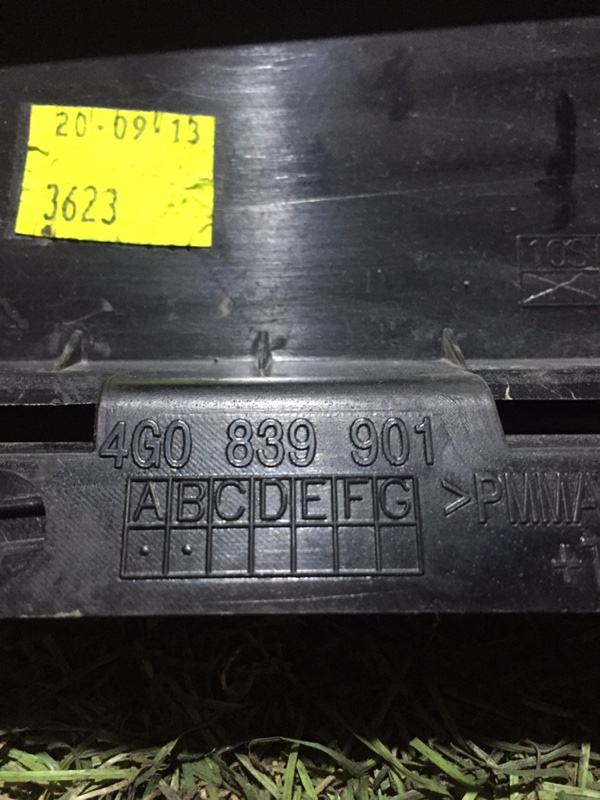 20-09-13
3623
10S
4G0 839 901
A B C D E F G
>PMMA